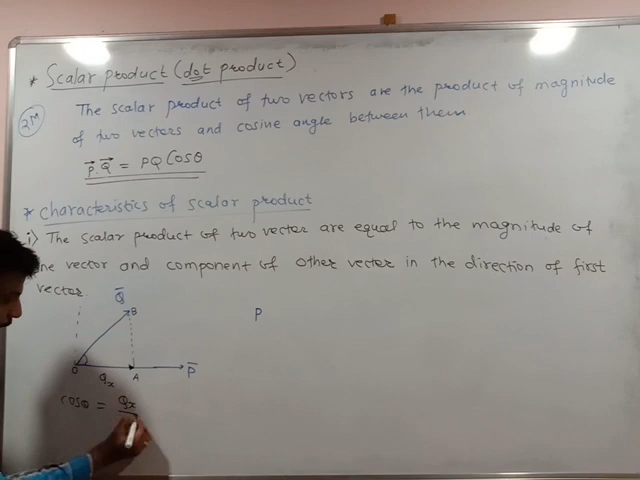 * Scalar product (dot product)
2M
The scalar product of two vectors are the product of magnitude
of two vectors and cosine angle between them.
P⃗.Q⃗ = PQ Cosθ
* Characteristics of scalar product
i) The scalar product of two vector are equal to the magnitude of
one vector and component of other vector in the direction of first
vector.
Q̅
B
P
O
Qx
A
P̅
cosθ = Qx